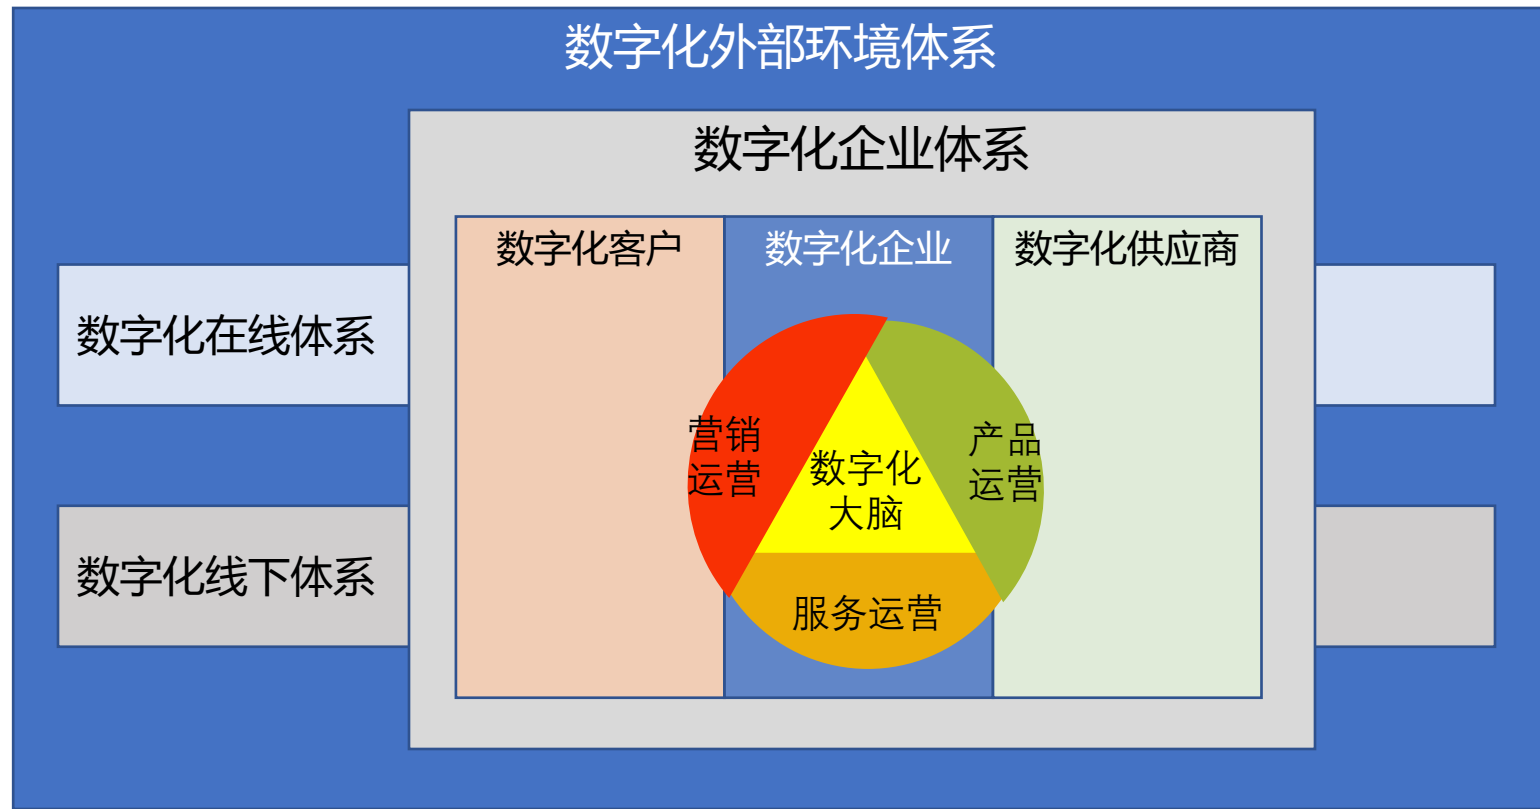 数字化外部环境体系
数字化企业体系
数字化客户
数字化企业
数字化供应商
数字化在线体系
营销
运营
数字化
大脑
产品
运营
数字化线下体系
服务运营